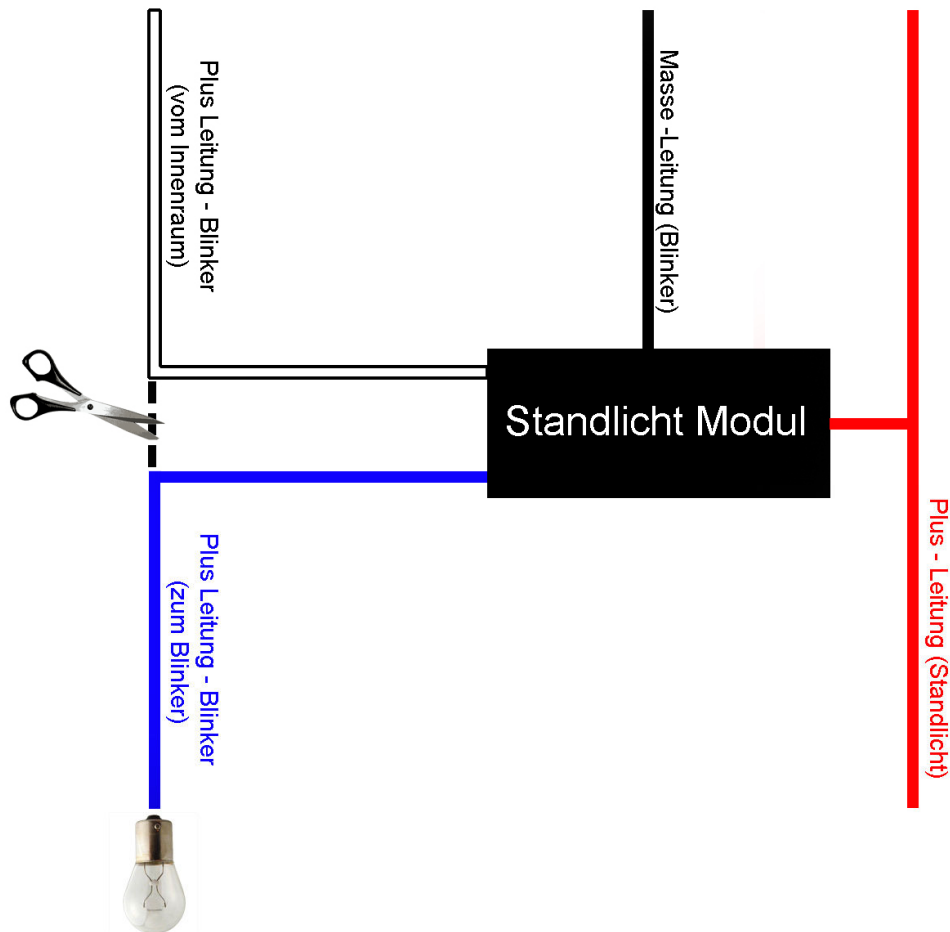 Plus Leitung - Blinker
(vom Innenraum)
Masse -Leitung (Blinker)
Standlicht Modul
Plus Leitung - Blinker
(zum Blinker)
Plus - Leitung (Standlicht)